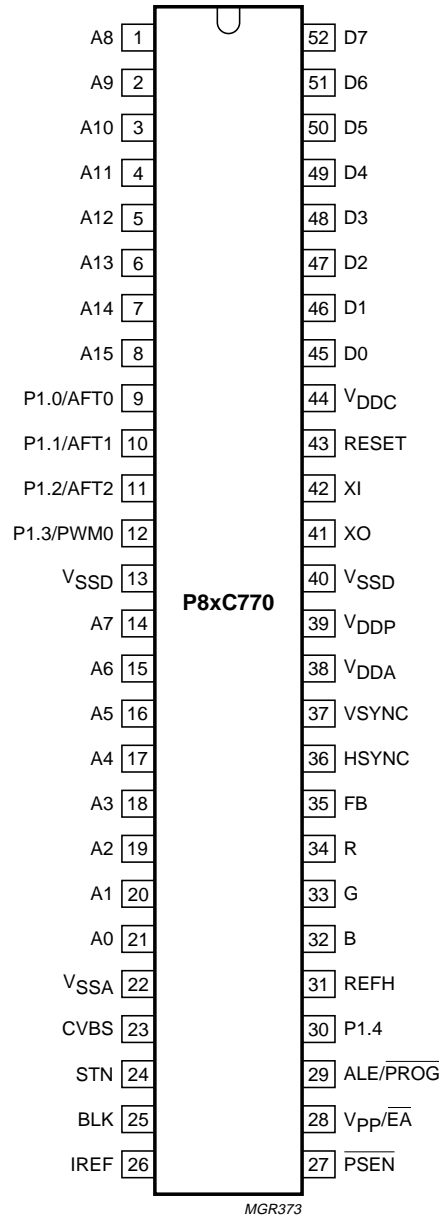 A8 1 52 D7
A9 2 51 D6
A10 3 50 D5
A11 4 49 D4
A12 5 48 D3
A13 6 47 D2
A14 7 46 D1
A15 8 45 D0
P1.0/AFT0 9 44 VDDC
P1.1/AFT1 10 43 RESET
P1.2/AFT2 11 42 XI
P1.3/PWM0 12 41 XO
VSSD 13 40 VSSD
P8xC770
A7 14 39 VDDP
A6 15 38 VDDA
A5 16 37 VSYNC
A4 17 36 HSYNC
A3 18 35 FB
A2 19 34 R
A1 20 33 G
A0 21 32 B
VSSA 22 31 REFH
CVBS 23 30 P1.4
STN 24 29 ALE/PROG
BLK 25 28 VPP/EA
IREF 26 27 PSEN
MGR373